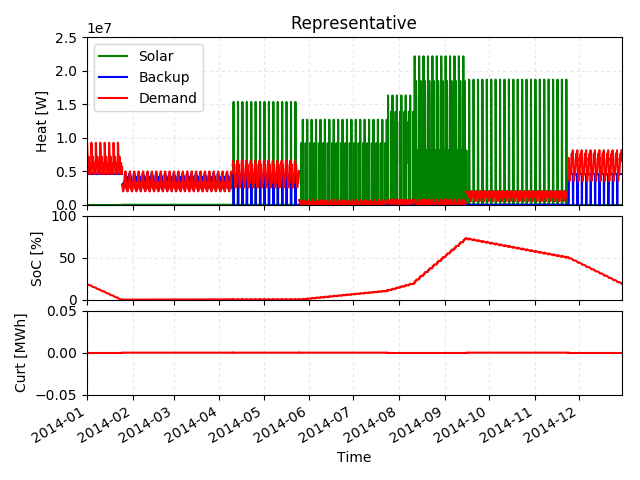 Representative
1e7
2.5
2.0
1.5
1.0
0.5
0.0
Heat [W]
Solar
Backup
Demand
100
50
0
SoC [%]
0.05
0.00
−0.05
Curt [MWh]
2014-01
2014-02
2014-03
2014-04
2014-05
2014-06
2014-07
2014-08
2014-09
2014-10
2014-11
2014-12
Time